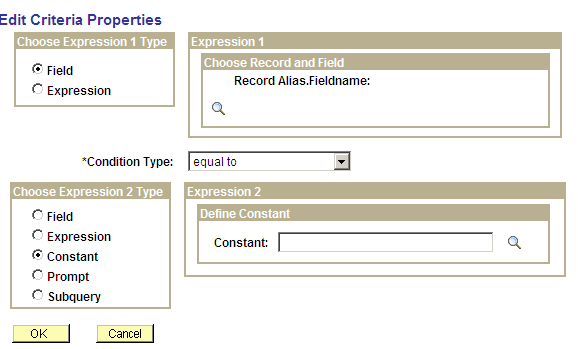 Edit Criteria Properties
Choose Expression 1 Type
Expression 1
Field
Expression
Choose Record and Field
Record Alias.Fieldname:
*Condition Type:
equal to
Choose Expression 2 Type
Expression 2
Field
Expression
Constant
Prompt
Subquery
Define Constant
Constant:
OK
Cancel